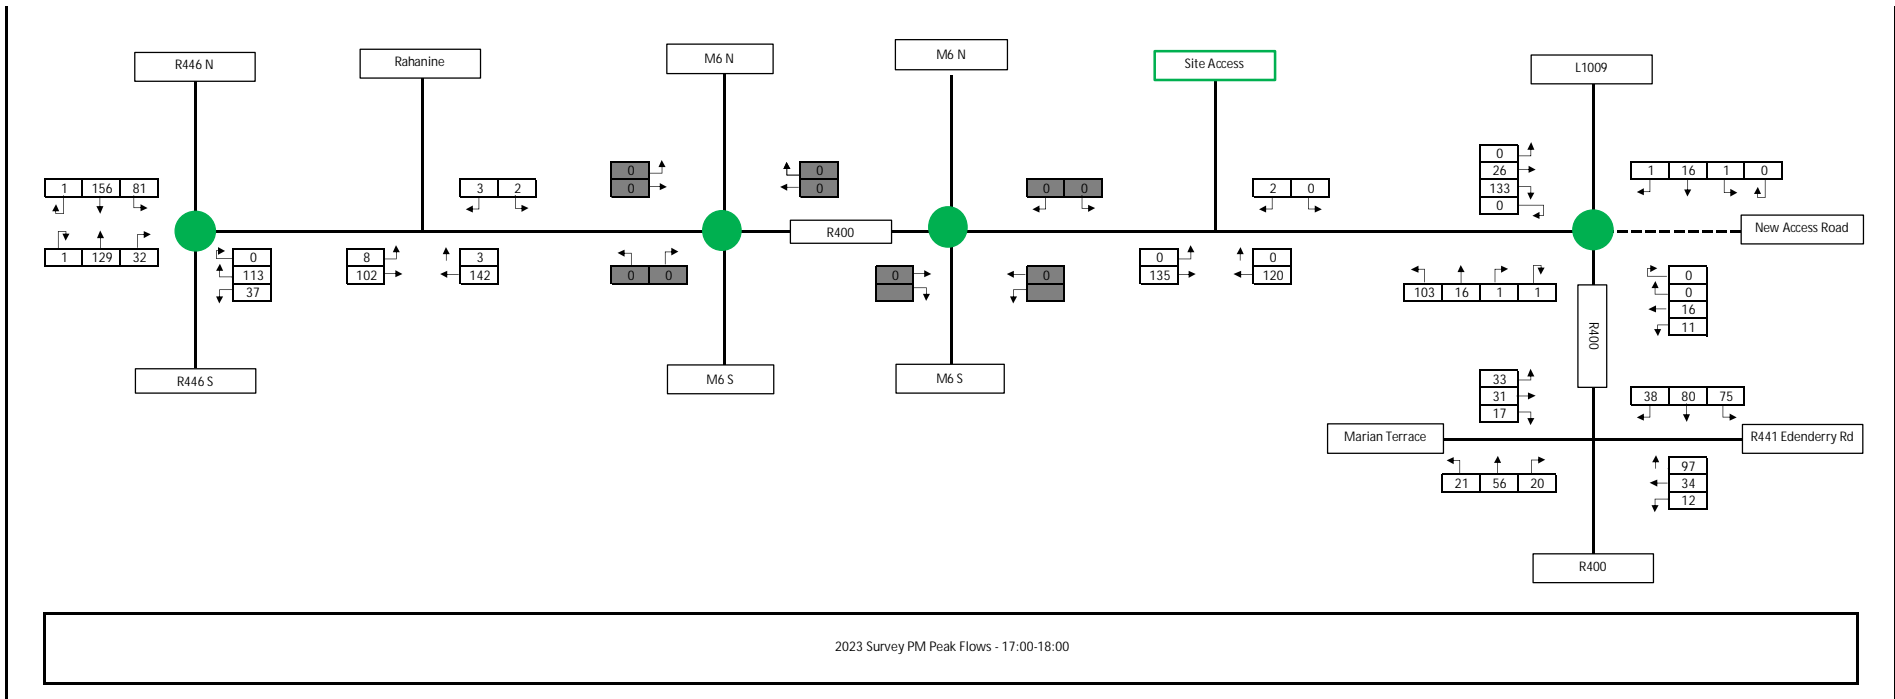 R446 N
Rahanine
M6 N
M6 N
Site Access
L1009
1 156 81
3 2
0
0
0
0
0 0
2 0
0
26
133
0
1 16 1 0
R400
New Access Road
1 129 32
0
113
37
8
102
3
142
0 0
0
0
0
135
0
120
103 16 1 1
R400
0
0
16
11
R446 S
M6 S
M6 S
33
31
17
38 80 75
Marian Terrace
R441 Edenderry Rd
21 56 20
97
34
12
R400
2023 Survey PM Peak Flows - 17:00-18:00